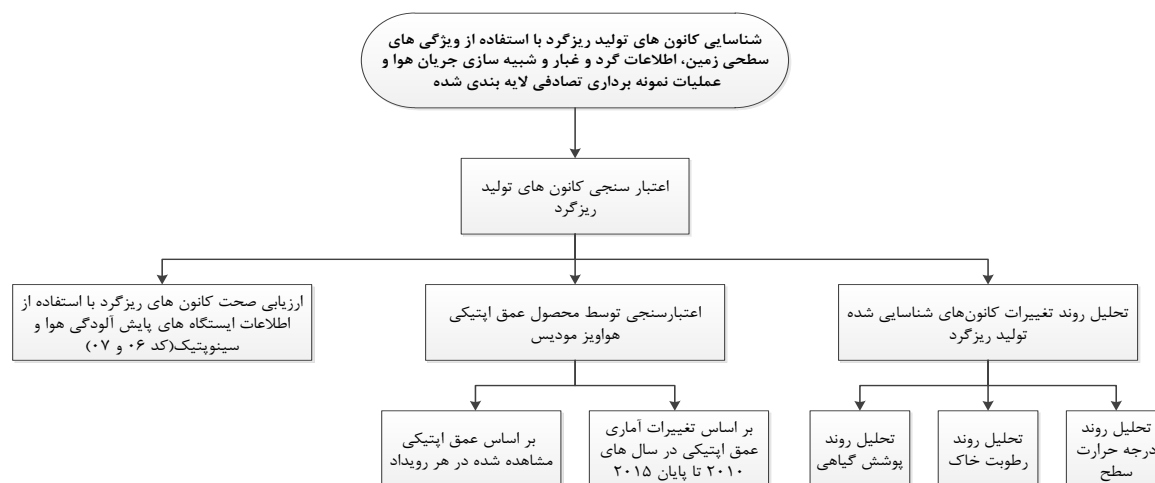 شناسایی کانون های تولید ریزگرد با استفاده از ویژگی های
سطحی زمین، اطلاعات گرد و غبار و شبیه سازی جریان هوا و
عملیات نمونه برداری تصادفی لایه بندی شده
اعتبار سنجی کانون های تولید
ریزگرد
تحلیل روند تغییرات کانون‌های شناسایی شده
تولید ریزگرد
اعتبارسنجی توسط محصول عمق اپتیکی
هواویز مودیس
ارزیابی صحت کانون های ریزگرد با استفاده از
اطلاعات ایستگاه های پایش آلودگی هوا و
سینوپتیک(کد ۰۶ و ۰۷)
تحلیل روند
درجه حرارت
سطح
تحلیل روند
رطوبت خاک
تحلیل روند
پوشش گیاهی
بر اساس تغییرات آماری
عمق اپتیکی در سال های
۲۰۱۰ تا پایان ۲۰۱۵
بر اساس عمق اپتیکی
مشاهده شده در هر رویداد